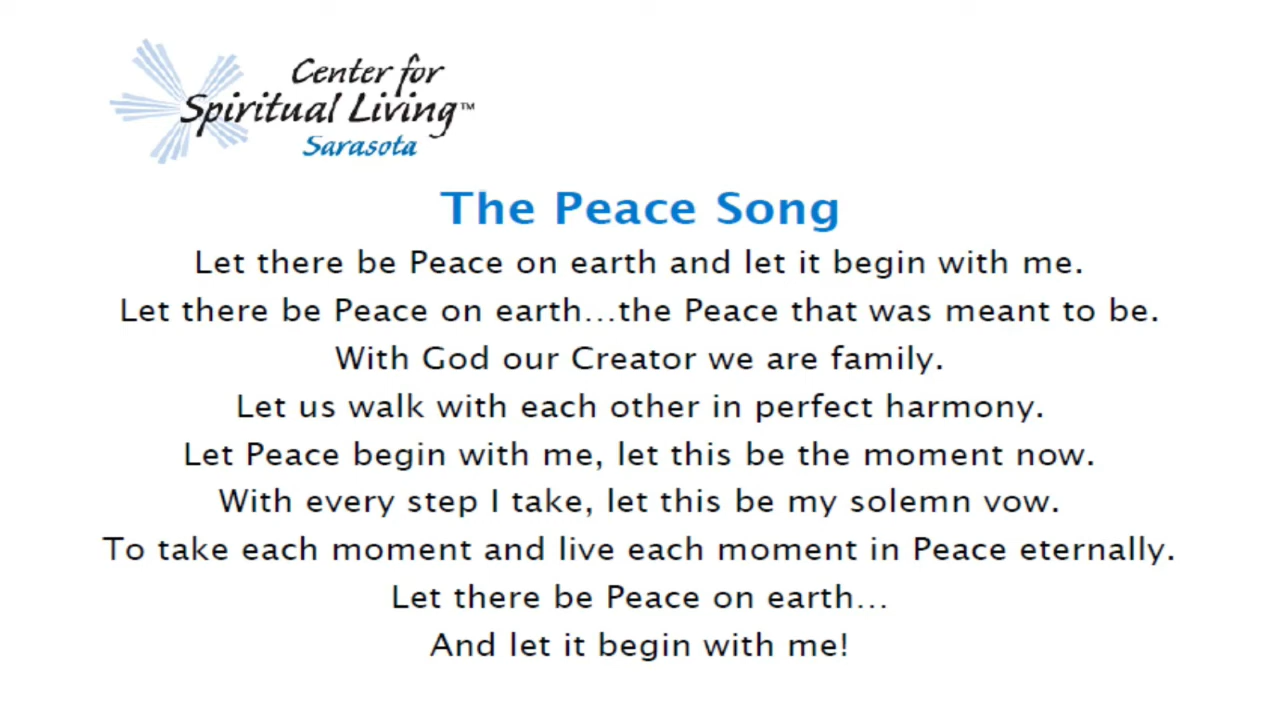 Center for
Spiritual Living™
Sarasota
The Peace Song
Let there be Peace on earth and let it begin with me.
Let there be Peace on earth...the Peace that was meant to be.
With God our Creator we are family.
Let us walk with each other in perfect harmony.
Let Peace begin with me, let this be the moment now.
With every step I take, let this be my solemn vow.
To take each moment and live each moment in Peace eternally.
Let there be Peace on earth...
And let it begin with me!